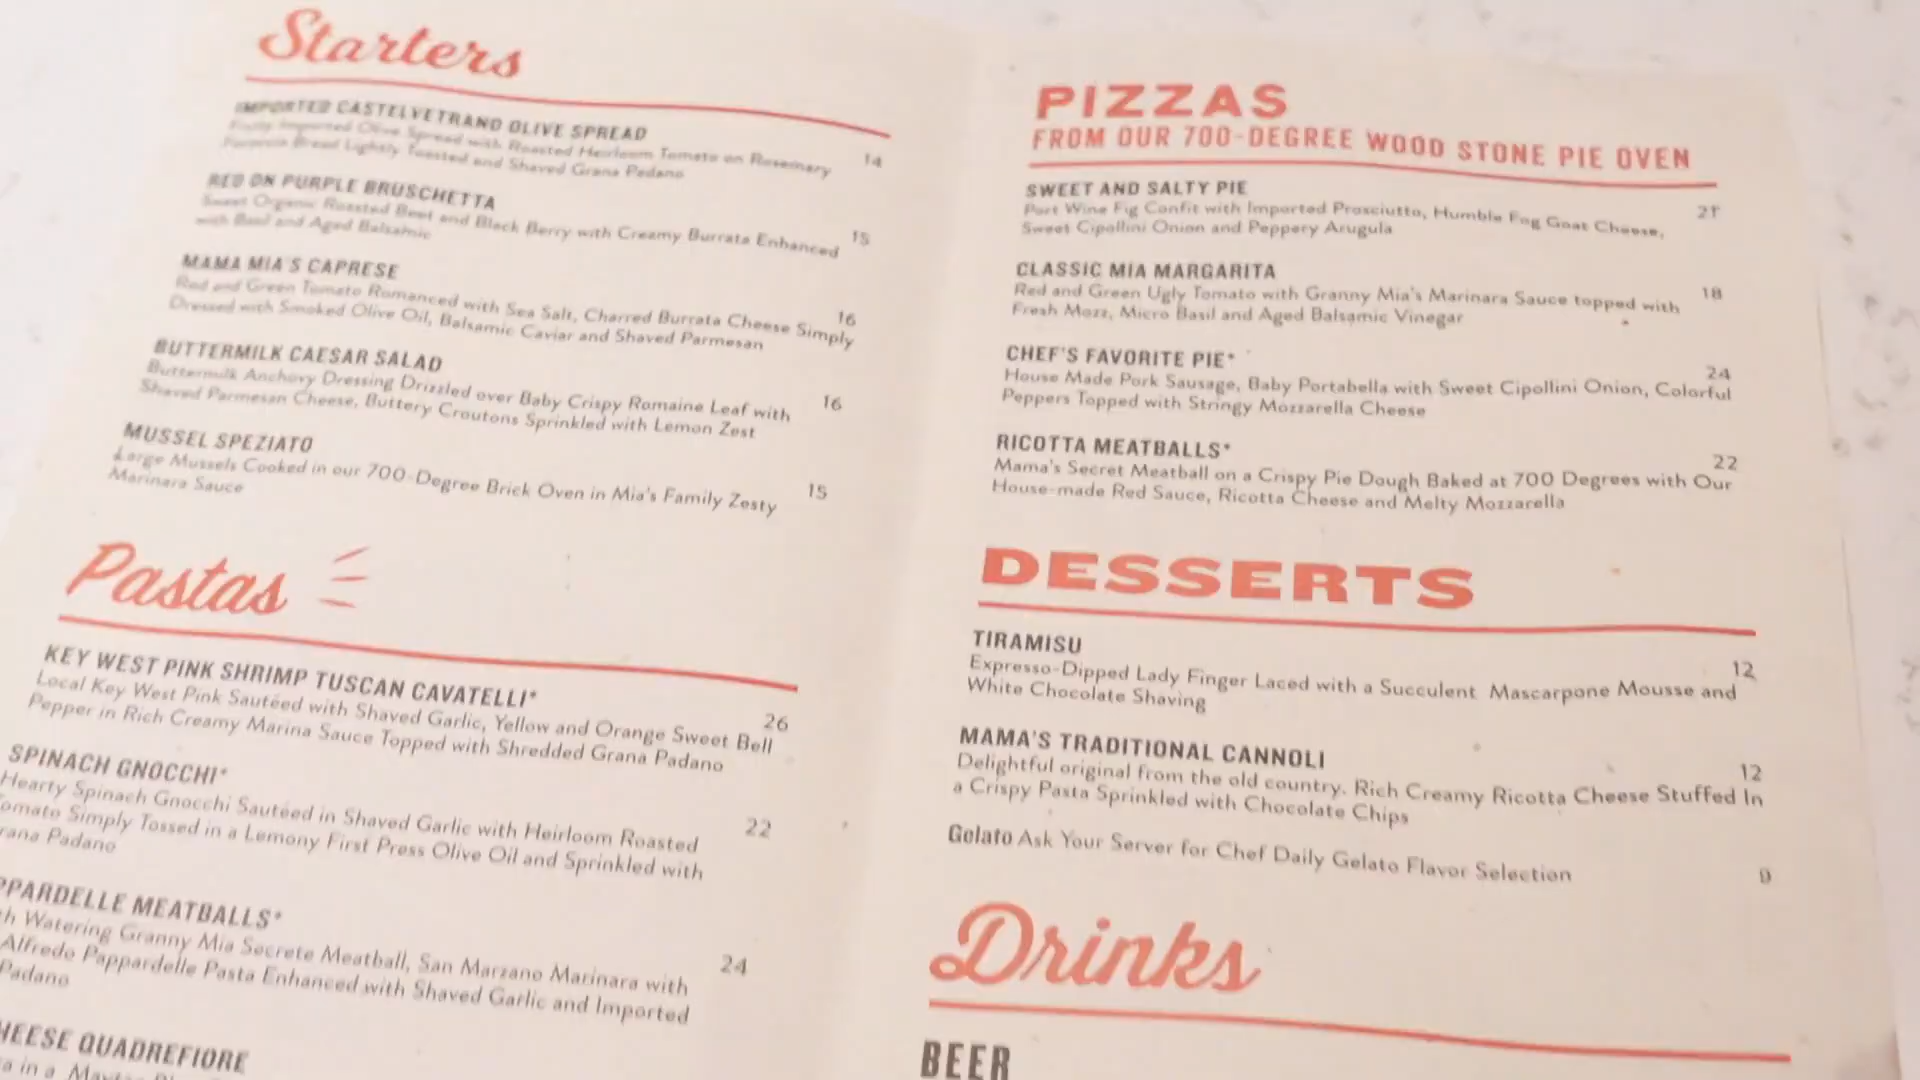 Starters
IMPORTED CASTELVETRANO OLIVE SPREAD
Fruity Imported Olive Spread with Roasted Heirloom Tomato on Rosemary 14
Focaccia Bread Lightly Toasted and Shaved Grana Padano
RED ON PURPLE BRUSCHETTA
Sweet Organic Roasted Beet and Black Berry with Creamy Burrata Enhanced 15
with Basil and Aged Balsamic
MAMA MIA'S CAPRESE
Red and Green Tomato Romanced with Sea Salt, Charred Burrata Cheese Simply 16
Dressed with Smoked Olive Oil, Balsamic Caviar and Shaved Parmesan
BUTTERMILK CAESAR SALAD
Buttermilk Anchovy Dressing Drizzled over Baby Crispy Romaine Leaf with 16
Shaved Parmesan Cheese, Buttery Croutons Sprinkled with Lemon Zest
MUSSEL SPEZIATO
Large Mussels Cooked in our 700-Degree Brick Oven in Mia's Family Zesty 15
Marinara Sauce
Pastas
KEY WEST PINK SHRIMP TUSCAN CAVATELLI*
Local Key West Pink Sautéed with Shaved Garlic, Yellow and Orange Sweet Bell 26
Pepper in Rich Creamy Marina Sauce Topped with Shredded Grana Padano
SPINACH GNOCCHI*
Hearty Spinach Gnocchi Sautéed in Shaved Garlic with Heirloom Roasted 22
omato Simply Tossed in a Lemony First Press Olive Oil and Sprinkled with
rana Padano
PPARDELLE MEATBALLS*
h Watering Granny Mia Secrete Meatball, San Marzano Marinara with 24
Alfredo Pappardelle Pasta Enhanced with Shaved Garlic and Imported
Padano
HEESE QUADREFIORE
a in a
PIZZAS
FROM OUR 700-DEGREE WOOD STONE PIE OVEN
SWEET AND SALTY PIE
Port Wine Fig Confit with Imported Prosciutto, Humble Fog Goat Cheese, 21
Sweet Cipollini Onion and Peppery Arugula
CLASSIC MIA MARGARITA
Red and Green Ugly Tomato with Granny Mia's Marinara Sauce topped with 18
Fresh Mozz, Micro Basil and Aged Balsamic Vinegar
CHEF'S FAVORITE PIE*
House Made Pork Sausage, Baby Portabella with Sweet Cipollini Onion, Colorful 24
Peppers Topped with Stringy Mozzarella Cheese
RICOTTA MEATBALLS*
Mama's Secret Meatball on a Crispy Pie Dough Baked at 700 Degrees with Our 22
House-made Red Sauce, Ricotta Cheese and Melty Mozzarella
DESSERTS
TIRAMISU
Expresso-Dipped Lady Finger Laced with a Succulent Mascarpone Mousse and 12
White Chocolate Shaving
MAMA'S TRADITIONAL CANNOLI
Delightful original from the old country. Rich Creamy Ricotta Cheese Stuffed In 12
a Crispy Pasta Sprinkled with Chocolate Chips
Gelato Ask Your Server for Chef Daily Gelato Flavor Selection 9
Drinks
BEER